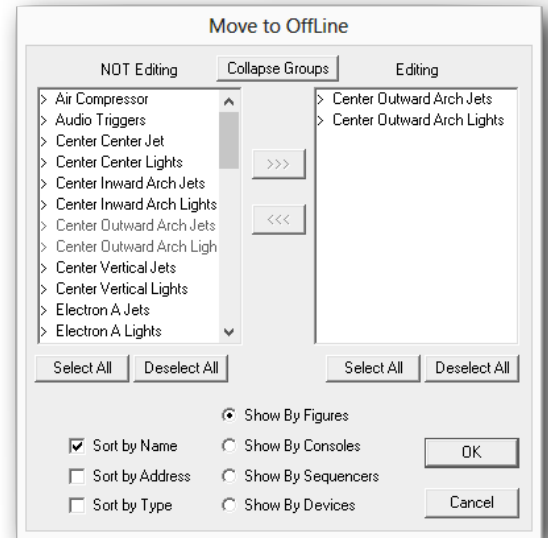 Move to OffLine
NOT Editing
Collapse Groups
Editing
> Air Compressor
> Audio Triggers
> Center Center Jet
> Center Center Lights
> Center Inward Arch Jets
> Center Inward Arch Lights
> Center Outward Arch Jets
> Center Outward Arch Ligh
> Center Vertical Jets
> Center Vertical Lights
> Electron A Jets
> Electron A Lights
>>>
<<<
> Center Outward Arch Jets
> Center Outward Arch Lights
Select All
Deselect All
Select All
Deselect All
Show By Figures
Sort by Name
Show By Consoles
OK
Sort by Address
Show By Sequencers
Sort by Type
Show By Devices
Cancel